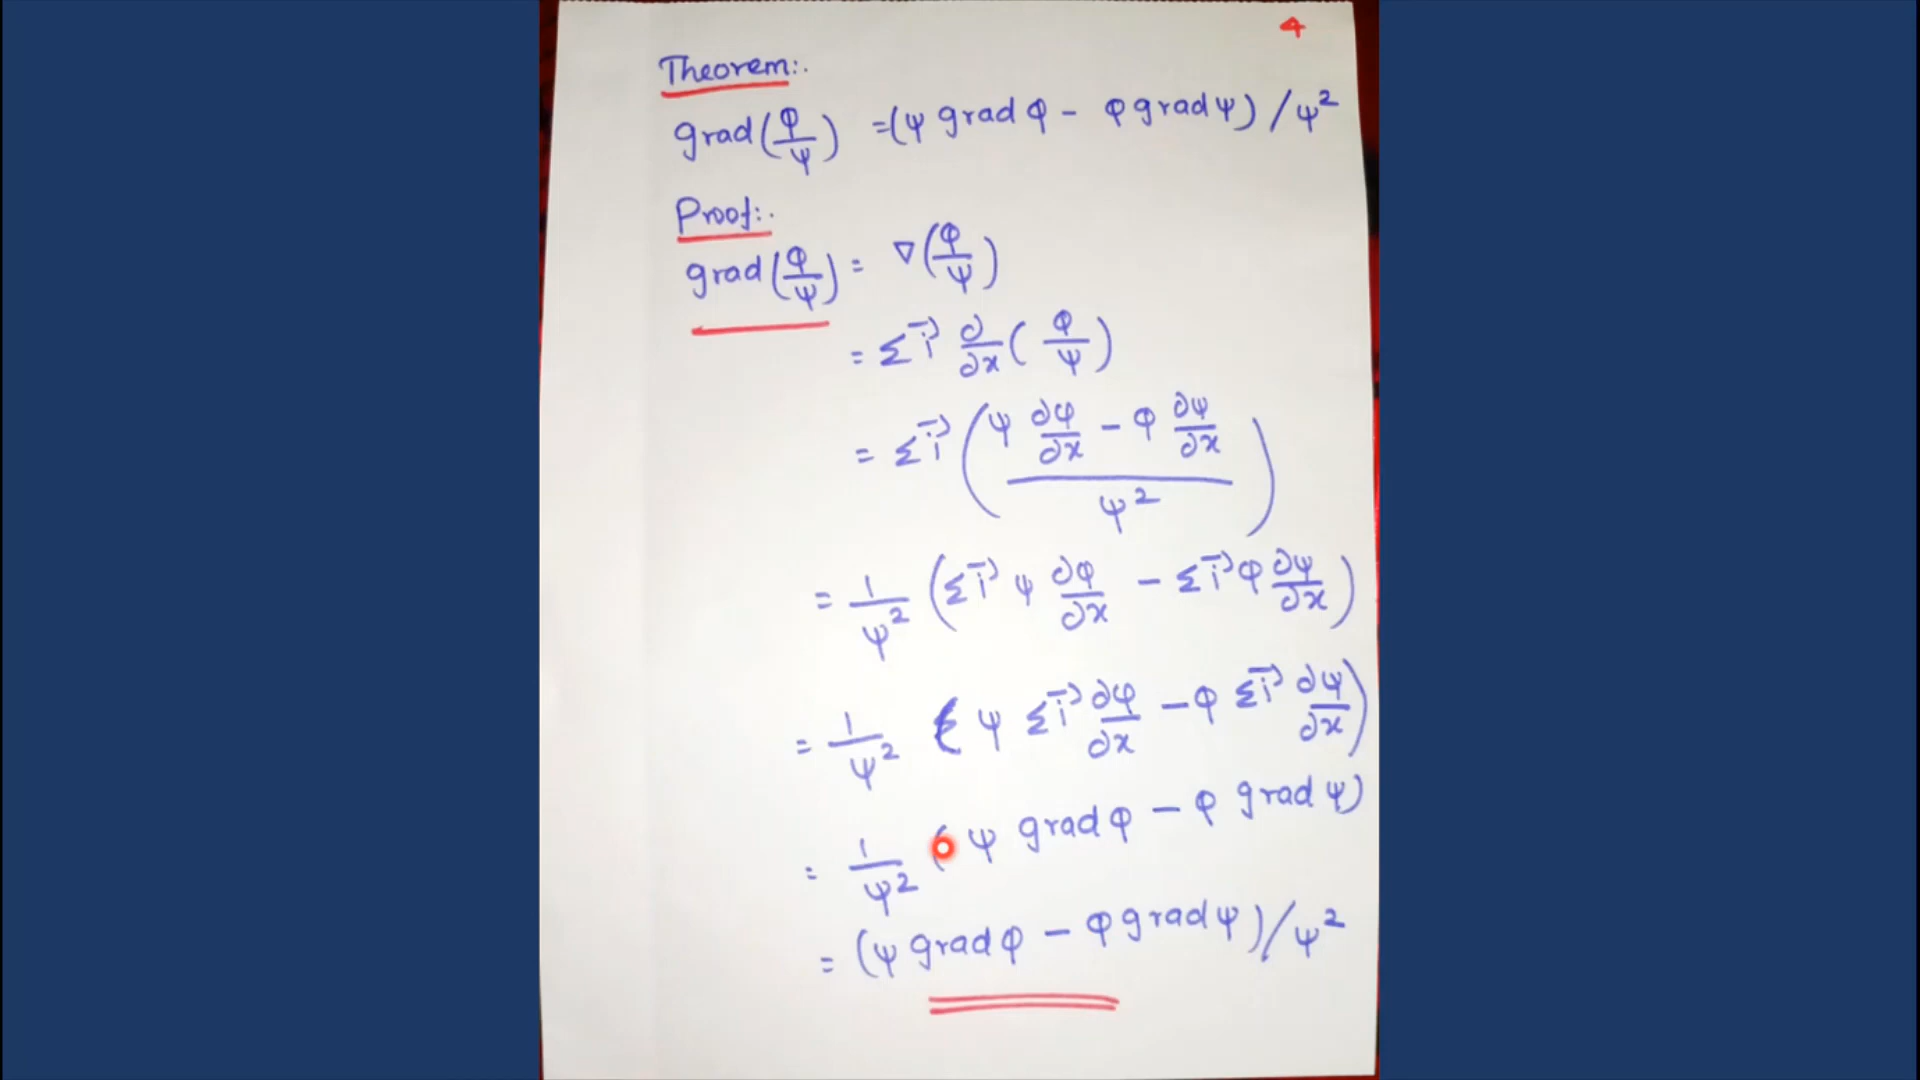 4
Theorem:.
grad(φ/ψ) = (ψ grad φ - φ grad ψ) / ψ²
Proof:.
grad(φ/ψ) = ∇(φ/ψ)
= Σ i⃗ ∂/∂x (φ/ψ)
= Σ i⃗ ((ψ ∂φ/∂x - φ ∂ψ/∂x) / ψ²)
= 1/ψ² (Σ i⃗ ψ ∂φ/∂x - Σ i⃗ φ ∂ψ/∂x)
= 1/ψ² (ψ Σ i⃗ ∂φ/∂x - φ Σ i⃗ ∂ψ/∂x)
= 1/ψ² (ψ grad φ - φ grad ψ)
= (ψ grad φ - φ grad ψ) / ψ²